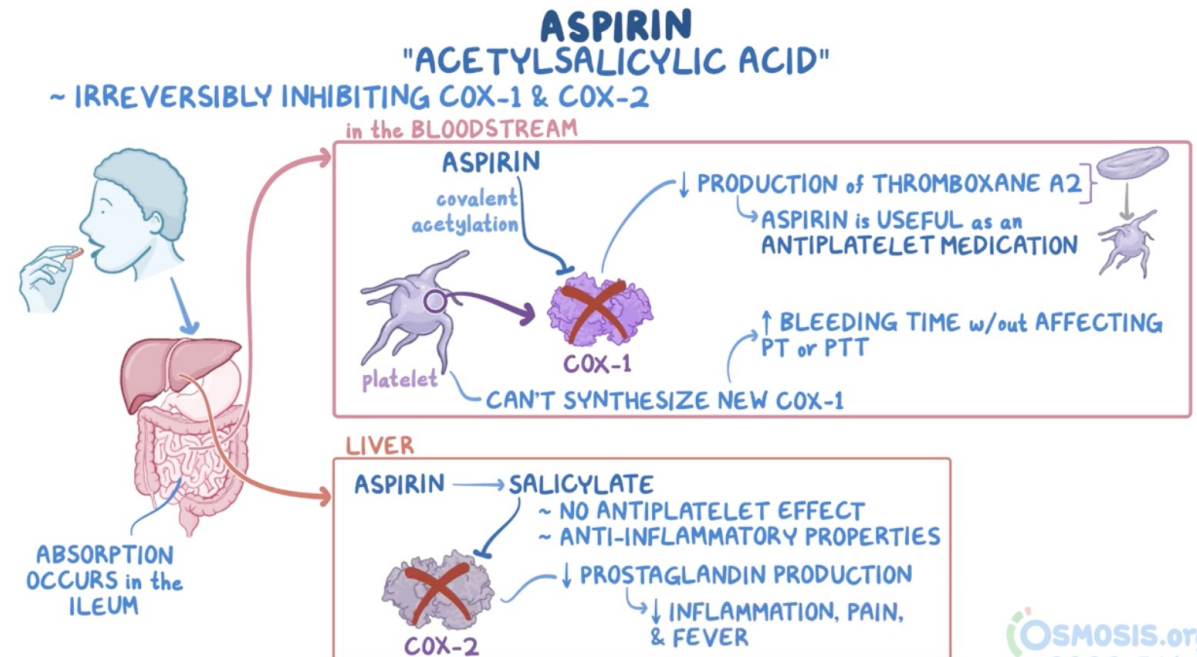 ASPIRIN
"ACETYLSALICYLIC ACID"
~ IRREVERSIBLY INHIBITING COX-1 & COX-2
in the BLOODSTREAM
ASPIRIN
covalent
acetylation
platelet
COX-1
CAN'T SYNTHESIZE NEW COX-1
↓ PRODUCTION of THROMBOXANE A2
ASPIRIN is USEFUL as an
ANTIPLATELET MEDICATION
↑ BLEEDING TIME w/out AFFECTING
PT or PTT
ABSORPTION
OCCURS in the
ILEUM
LIVER
ASPIRIN → SALICYLATE
~ NO ANTIPLATELET EFFECT
~ ANTI-INFLAMMATORY PROPERTIES
COX-2
↓ PROSTAGLANDIN PRODUCTION
↓ INFLAMMATION, PAIN,
& FEVER
OSMOSIS.or